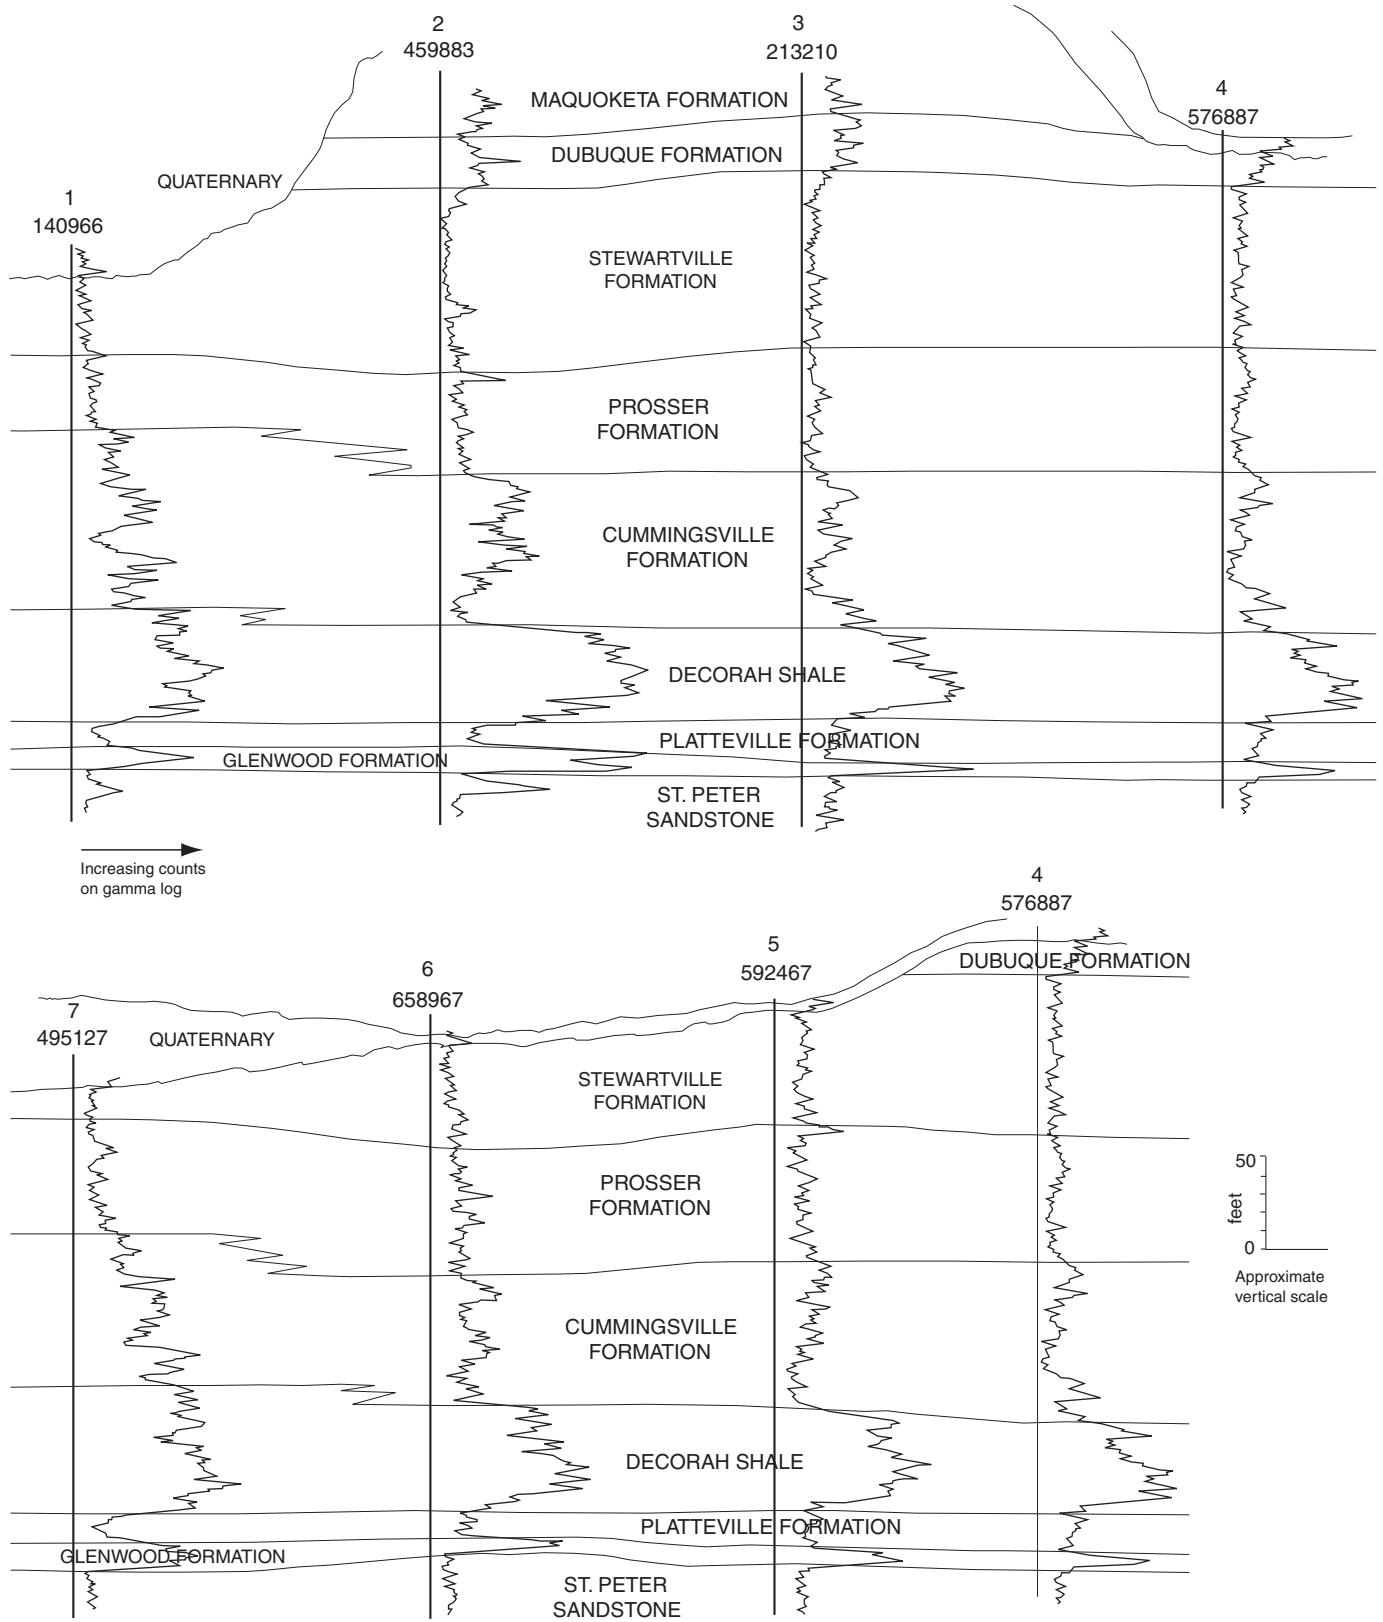 2
459883
3
213210
4
576887
MAQUOKETA FORMATION
DUBUQUE FORMATION
QUATERNARY
1
140966
STEWARTVILLE
FORMATION
PROSSER
FORMATION
CUMMINGSVILLE
FORMATION
DECORAH SHALE
PLATTEVILLE FORMATION
GLENWOOD FORMATION
ST. PETER
SANDSTONE
Increasing counts
on gamma log
4
576887
5
592467
6
658967
7
495127
DUBUQUE FORMATION
QUATERNARY
STEWARTVILLE
FORMATION
PROSSER
FORMATION
50
feet
0
Approximate
vertical scale
CUMMINGSVILLE
FORMATION
DECORAH SHALE
PLATTEVILLE FORMATION
GLENWOOD FORMATION
ST. PETER
SANDSTONE